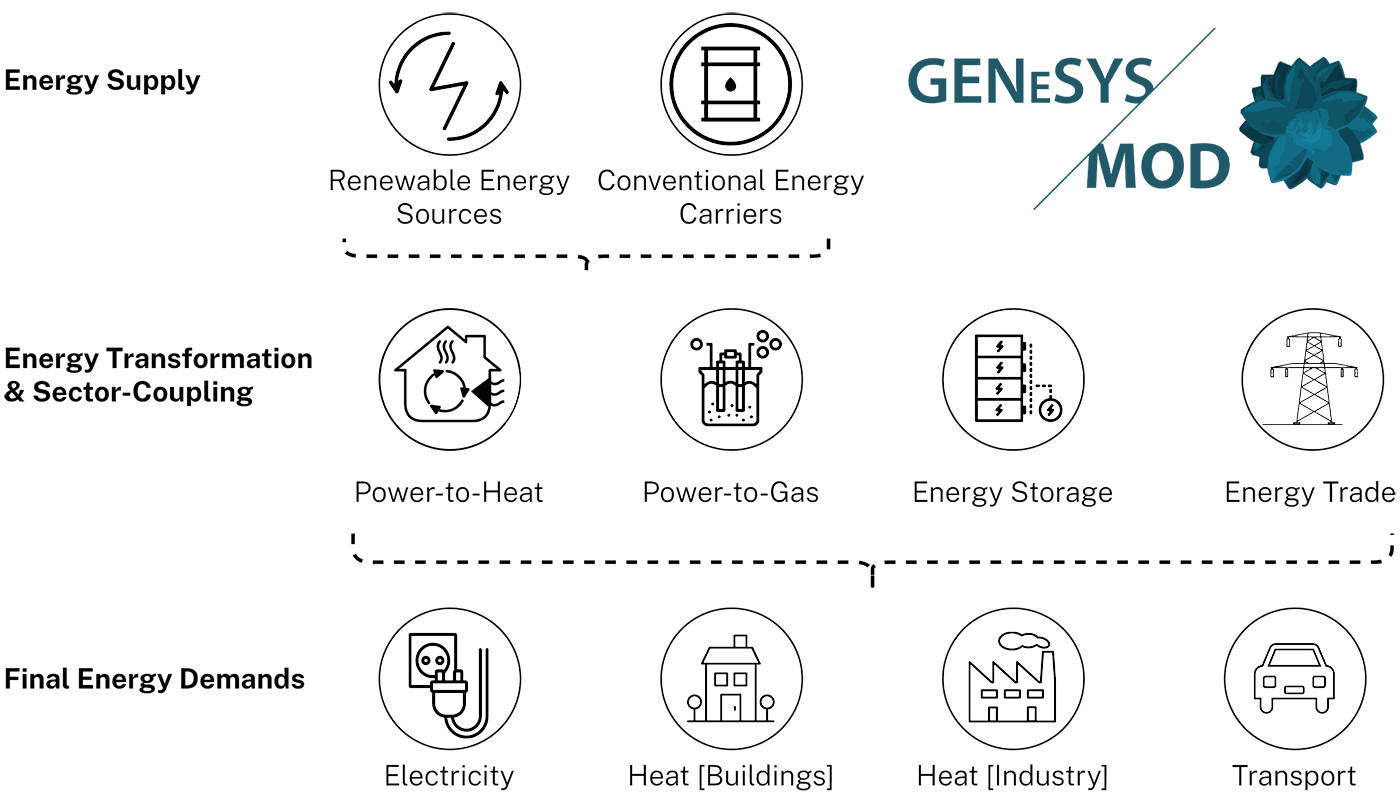 Energy Supply
GENeSYS
MOD
Renewable Energy
Sources
Conventional Energy
Carriers
Energy Transformation
& Sector-Coupling
Power-to-Heat
Power-to-Gas
Energy Storage
Energy Trade
Final Energy Demands
Electricity
Heat [Buildings]
Heat [Industry]
Transport